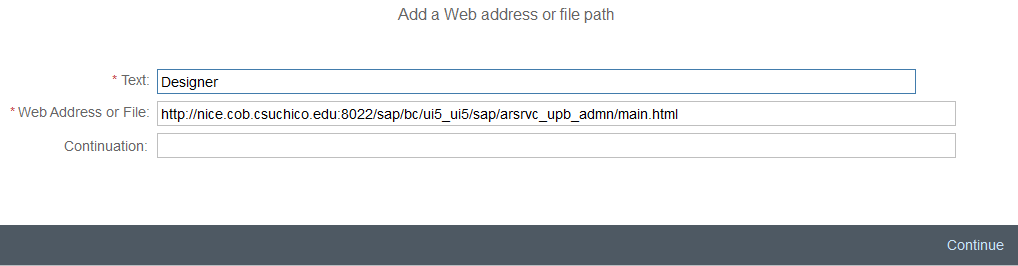 Add a Web address or file path
* Text: Designer
* Web Address or File: http://nice.cob.csuchico.edu:8022/sap/bc/ui5_ui5/sap/arsrvc_upb_admn/main.html
Continuation:
Continue